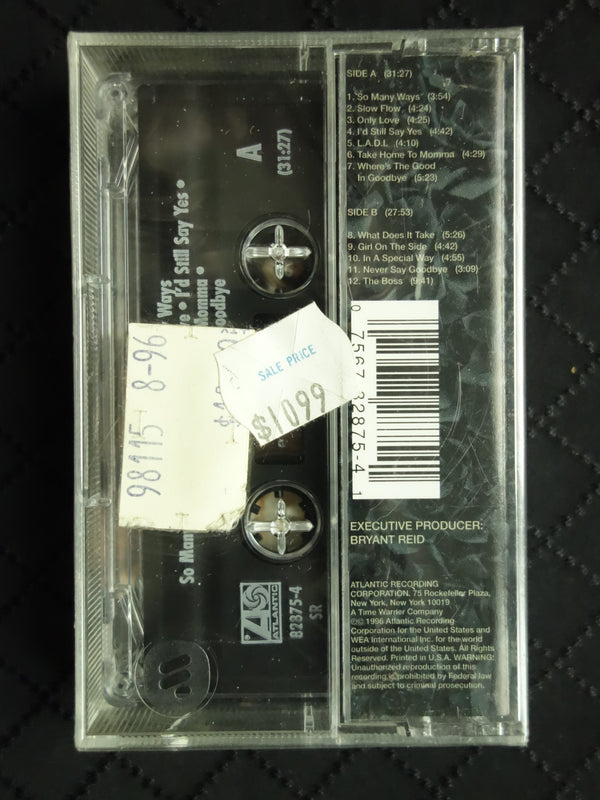 SIDE A (31:27)
1. So Many Ways (3:54)
2. Slow Flow (4:24)
3. Only Love (4:25)
4. I'd Still Say Yes (4:42)
5. L.A.D.I. (4:10)
6. Take Home To Momma (4:29)
7. Where's The Good
In Goodbye (5:23)
SIDE B (27:53)
8. What Does It Take (5:26)
9. Girl On The Side (4:42)
10. In A Special Way (4:55)
11. Never Say Goodbye (3:09)
12. The Boss (9:41)
0 7567 82875-4 1
EXECUTIVE PRODUCER:
BRYANT REID
ATLANTIC RECORDING
CORPORATION. 75 Rockefeller Plaza,
New York, New York 10019
A Time Warner Company
©℗ 1996 Atlantic Recording
Corporation for the United States and
WEA International Inc. for the world
outside of the United States. All Rights
Reserved. Printed in U.S.A. WARNING:
Unauthorized reproduction of this
recording is prohibited by Federal law
and subject to criminal prosecution.
A
(31:27)
So Man
Ways
I'd Still Say Yes •
Momma •
oodbye
98115 8-96
SALE PRICE
$1099
ATLANTIC
82875-4
SR